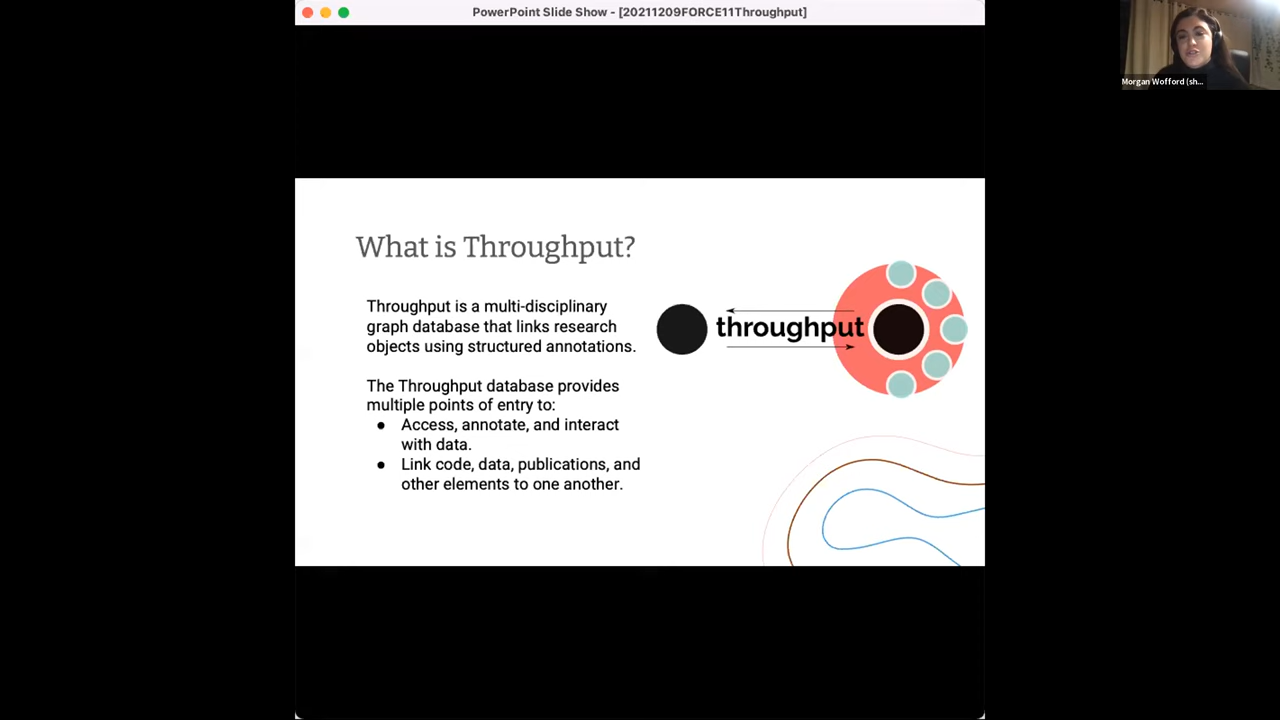 PowerPoint Slide Show - [20211209FORCE11Throughput]
Morgan Wofford (sh...
What is Throughput?
Throughput is a multi-disciplinary
graph database that links research
objects using structured annotations.
The Throughput database provides
multiple points of entry to:
● Access, annotate, and interact
with data.
● Link code, data, publications, and
other elements to one another.
throughput